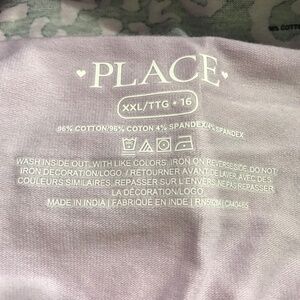 PLACE
XXL/TTG • 16
96% COTTON/96% COTON 4% SPANDEX/4% SPANDEX
WASH INSIDE OUT, WITH LIKE COLORS. IRON ON REVERSE SIDE. DO NOT
IRON DECORATION/LOGO. / RETOURNER AVANT DE LAVER, AVEC DES
COULEURS SIMILAIRES. REPASSER SUR L'ENVERS. NE PAS REPASSER
LA DÉCORATION/LOGO.
MADE IN INDIA | FABRIQUÉ EN INDE |